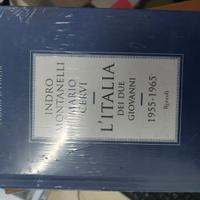 INDRO
MONTANELLI
MARIO
CERVI
L'ITALIA
DEI DUE
GIOVANNI
1955-1965
Rizzoli